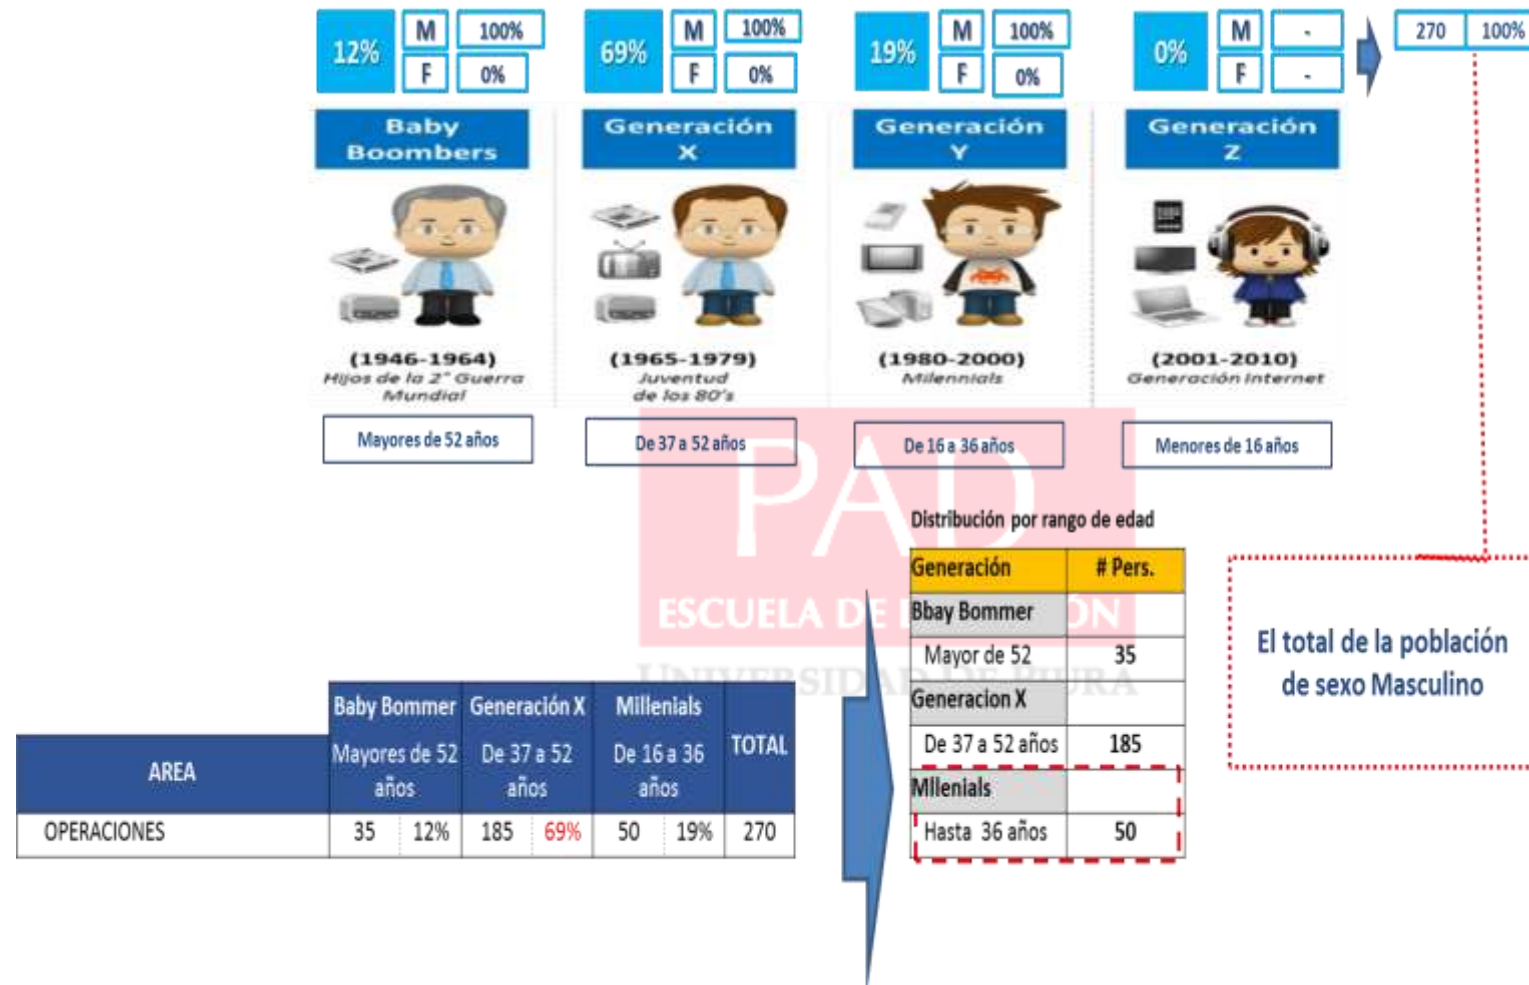 12%
M
100%
F
0%
69%
M
100%
F
0%
19%
M
100%
F
0%
0%
M
-
F
-
270
100%
Baby
Boombers
Generación
X
Generación
Y
Generación
Z
(1946-1964)
Hijos de la 2° Guerra
Mundial
(1965-1979)
Juventud
de los 80's
(1980-2000)
Milennials
(2001-2010)
Generación Internet
Mayores de 52 años
De 37 a 52 años
De 16 a 36 años
Menores de 16 años
PAD
ESCUELA DE
ÓN
UNIVERSIDAD DE PIURA
Distribución por rango de edad
Generación # Pers.
Bbay Bommer
Mayor de 52 35
Generacion X
De 37 a 52 años 185
Mllenials
Hasta 36 años 50
El total de la población
de sexo Masculino
AREA
Baby Bommer
Mayores de 52
años
Generación X
De 37 a 52
años
Millenials
De 16 a 36
años
TOTAL
OPERACIONES 35 12% 185 69% 50 19% 270